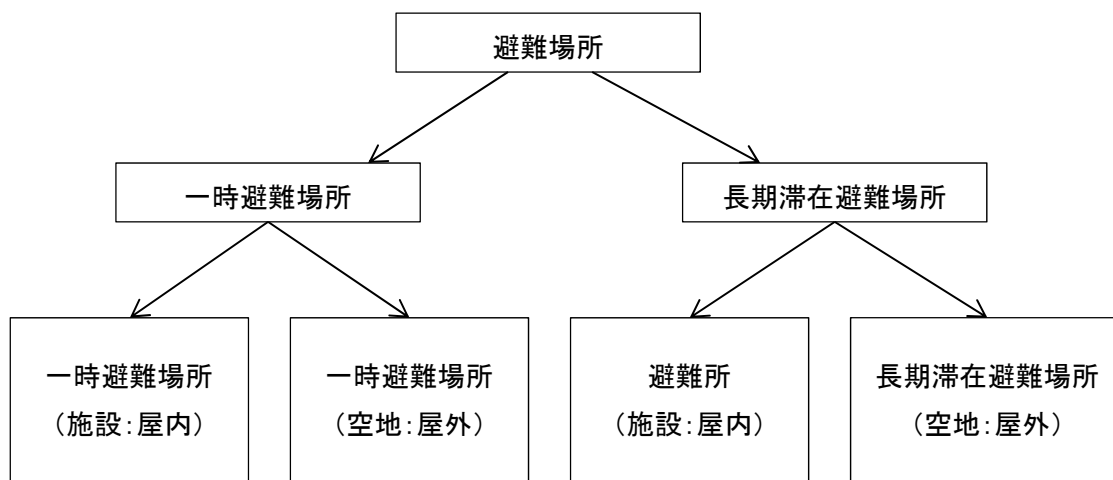 避難場所
一時避難場所
長期滞在避難場所
一時避難場所
（施設：屋内）
一時避難場所
（空地：屋外）
避難所
（施設：屋内）
長期滞在避難場所
（空地：屋外）